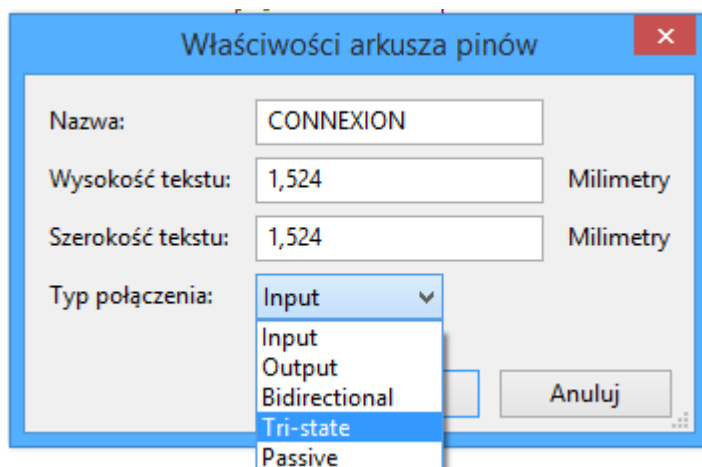 Właściwości arkusza pinów
Nazwa: CONNEXION
Wysokość tekstu: 1,524 Milimetry
Szerokość tekstu: 1,524 Milimetry
Typ połączenia: Input
Input
Output
Bidirectional
Anuluj
Tri-state
Passive